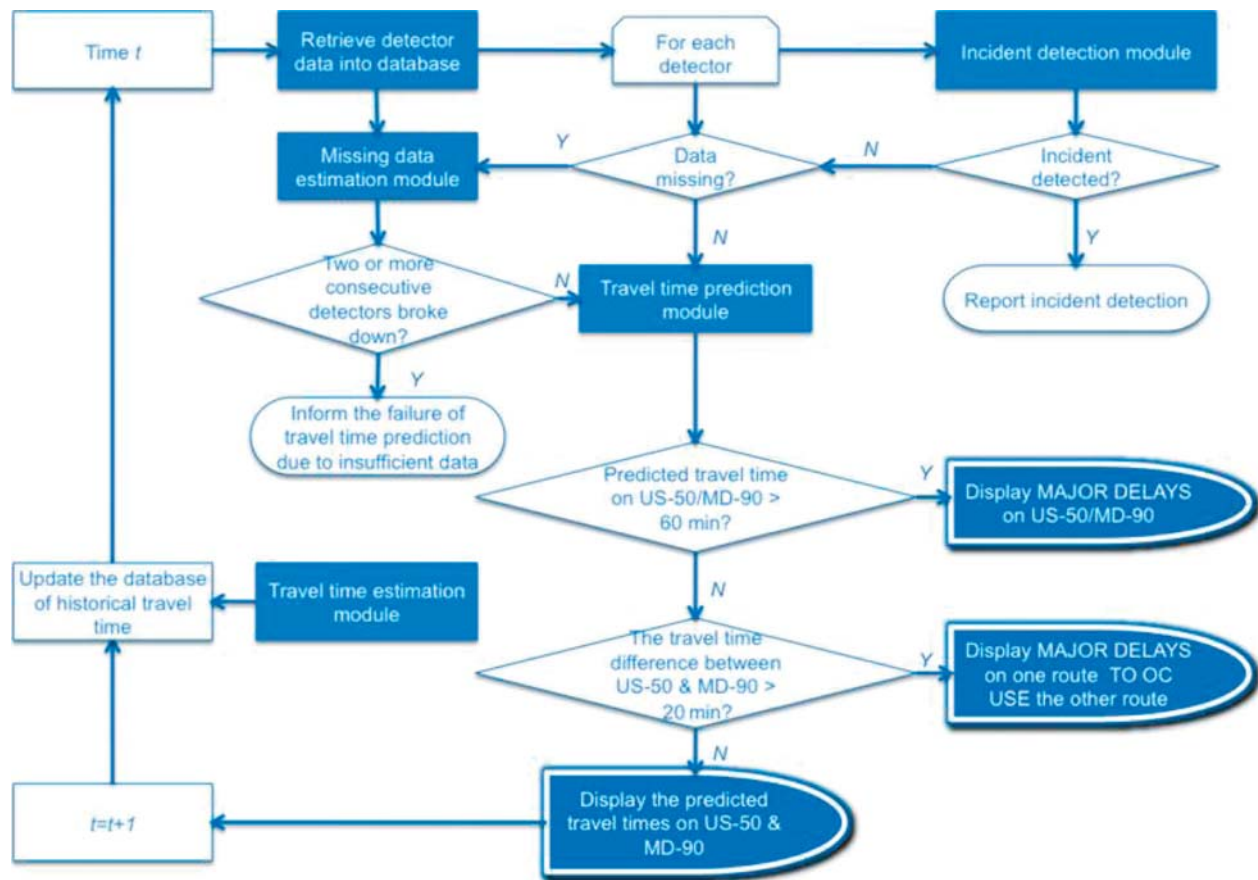 Time t
Retrieve detector
data into database
For each
detector
Incident detection module
Missing data
estimation module
Y
Data
missing?
N
Incident
detected?
Two or more
consecutive
detectors broke
down?
N
N
Travel time prediction
module
Y
Report incident detection
Y
Inform the failure of
travel time prediction
due to insufficient data
Predicted travel time
on US-50/MD-90 >
60 min?
Y
Display MAJOR DELAYS
on US-50/MD-90
Update the database
of historical travel
time
Travel time estimation
module
N
The travel time
difference between
US-50 & MD-90 >
20 min?
Y
Display MAJOR DELAYS
on one route TO OC
USE the other route
N
t=t+1
Display the predicted
travel times on US-50 &
MD-90